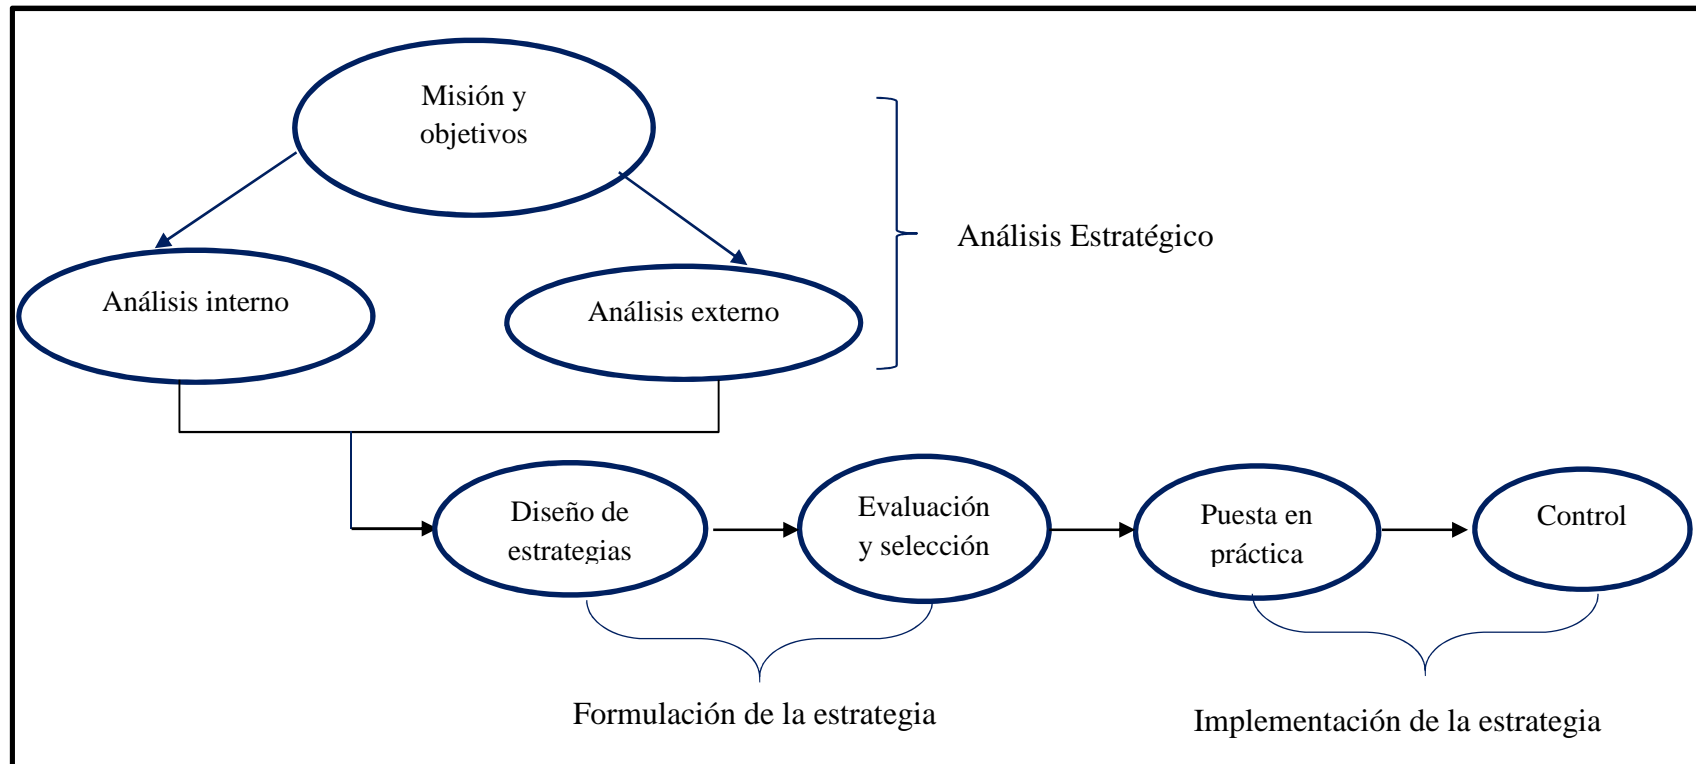 Misión y
objetivos
Análisis Estratégico
Análisis interno
Análisis externo
Diseño de
estrategias
Evaluación
y selección
Puesta en
práctica
Control
Formulación de la estrategia
Implementación de la estrategia